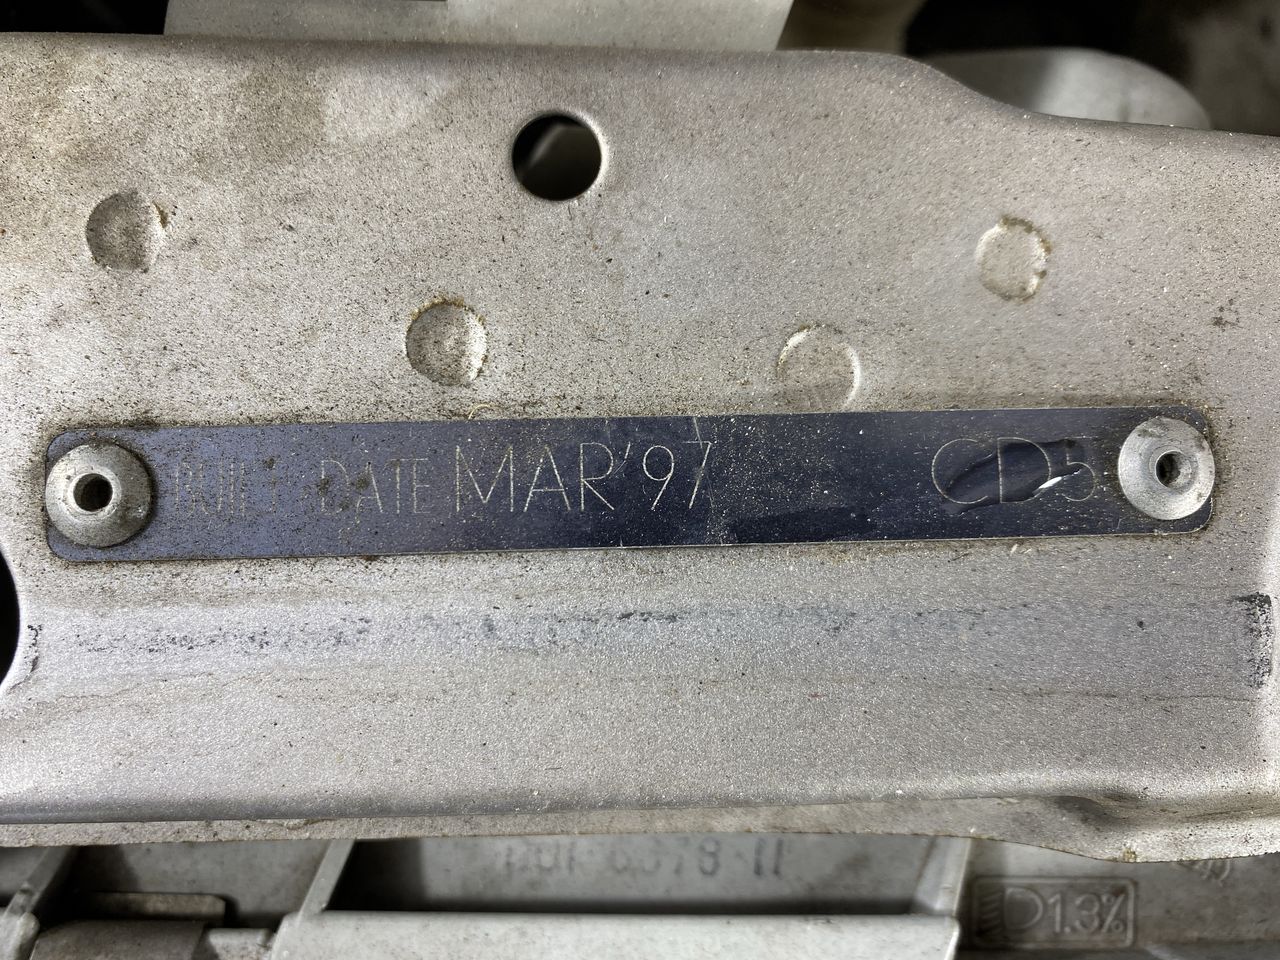 BUILT DATE MAR'97 CD5
1.3%